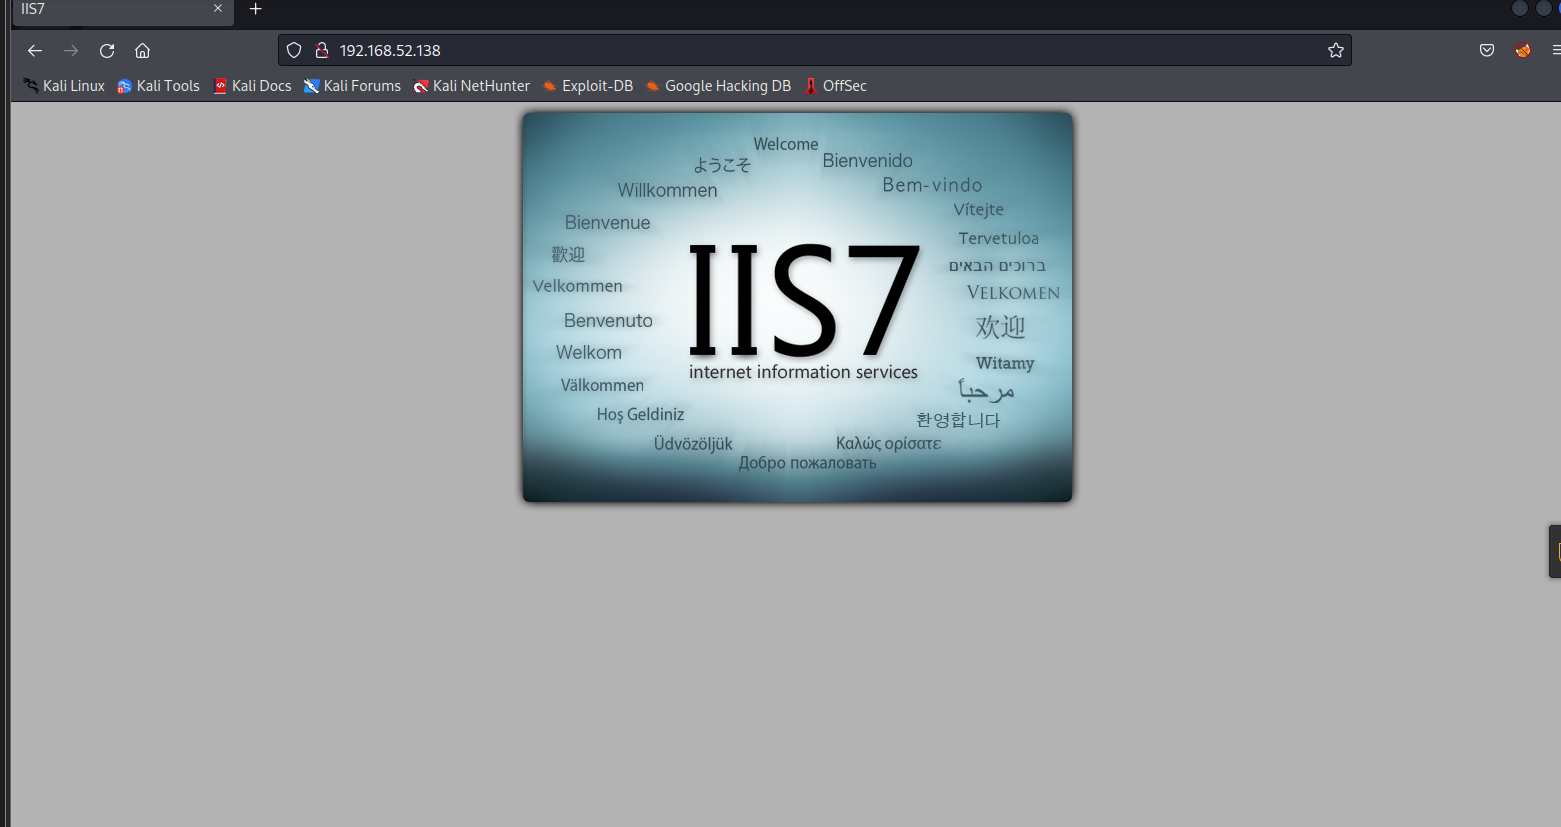 IIS7
192.168.52.138
Kali Linux Kali Tools Kali Docs Kali Forums Kali NetHunter Exploit-DB Google Hacking DB OffSec
Welcome
ようこそ
Bienvenido
Willkommen
Bem-vindo
Vítejte
Bienvenue
Tervetuloa
歡迎
ברוכים הבאים
Velkommen
VELKOMEN
Benvenuto
欢迎
Welkom
Witamy
Välkommen
مرحباً
Hoş Geldiniz
환영합니다
Üdvözöljük
Καλώς ορίσατε
Добро пожаловать
IIS7
internet information services